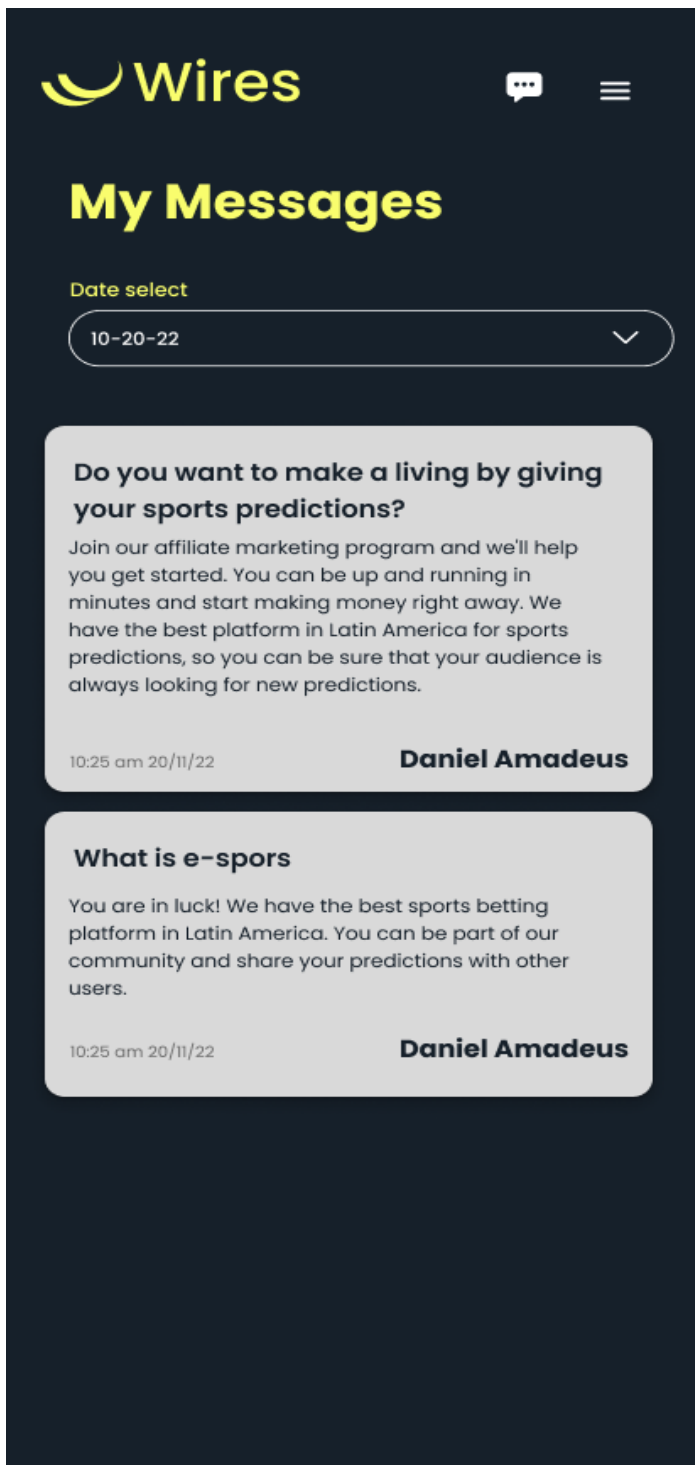 Wires
My Messages
Date select
10-20-22
Do you want to make a living by giving
your sports predictions?
Join our affiliate marketing program and we'll help
you get started. You can be up and running in
minutes and start making money right away. We
have the best platform in Latin America for sports
predictions, so you can be sure that your audience is
always looking for new predictions.
10:25 am 20/11/22
Daniel Amadeus
What is e-spors
You are in luck! We have the best sports betting
platform in Latin America. You can be part of our
community and share your predictions with other
users.
10:25 am 20/11/22
Daniel Amadeus